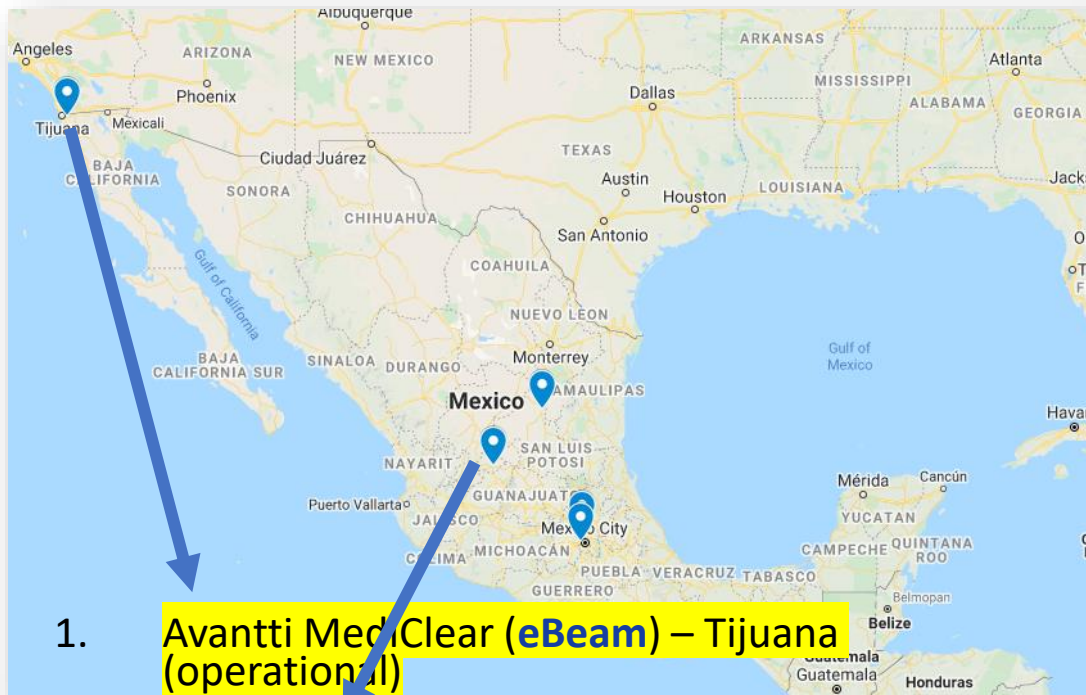 Albuquerque
Angeles
ARIZONA
NEW MEXICO
ARKANSAS
Atlanta
MISSISSIPPI
Phoenix
Dallas
ALABAMA
GEORGIA
Tijuana
Mexicali
Ciudad Juárez
TEXAS
BAJA
CALIFORNIA
SONORA
Austin
LOUISIANA
Jacks
Houston
CHIHUAHUA
San Antonio
Gulf of California
COAHUILA
NUEVO LEON
BAJA
CALIFORNIA SUR
SINALOA
DURANGO
Monterrey
Gulf of
Mexico
Mexico
TAMAULIPAS
Havan
NAYARIT
SAN LUIS
POTOSI
Mérida
Cancún
Puerto Vallarta
GUANAJUATO
JALISCO
Mexico City
YUCATAN
COLIMA
MICHOACÁN
CAMPECHE
QUINTANA
ROO
PUEBLA
VERACRUZ
TABASCO
GUERRERO
Belmopan
Belize
1. Avantti MediClear (eBeam) – Tijuana
(operational)
Guatemala
Guatemala
Honduras